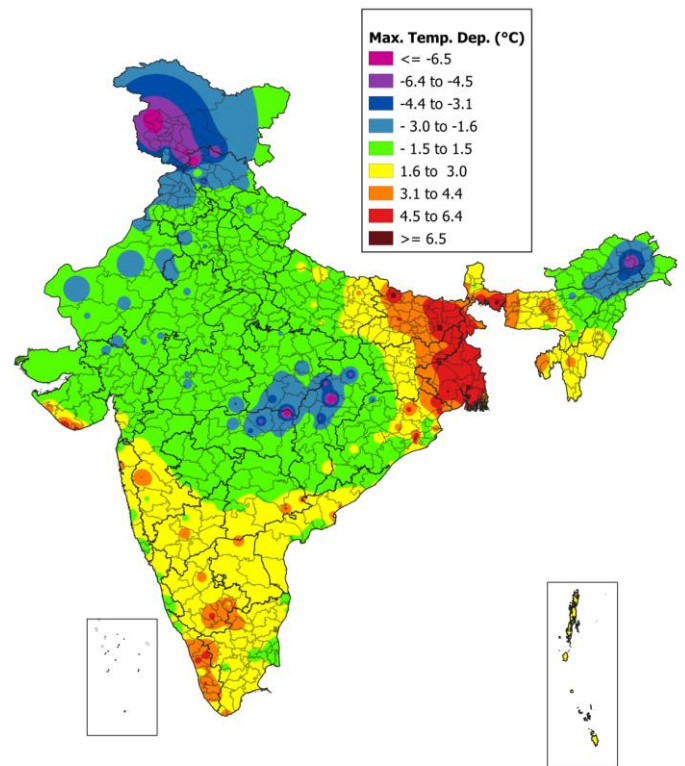 Max. Temp. Dep. (°C)
<= -6.5
-6.4 to -4.5
-4.4 to -3.1
- 3.0 to -1.6
- 1.5 to 1.5
1.6 to 3.0
3.1 to 4.4
4.5 to 6.4
>= 6.5